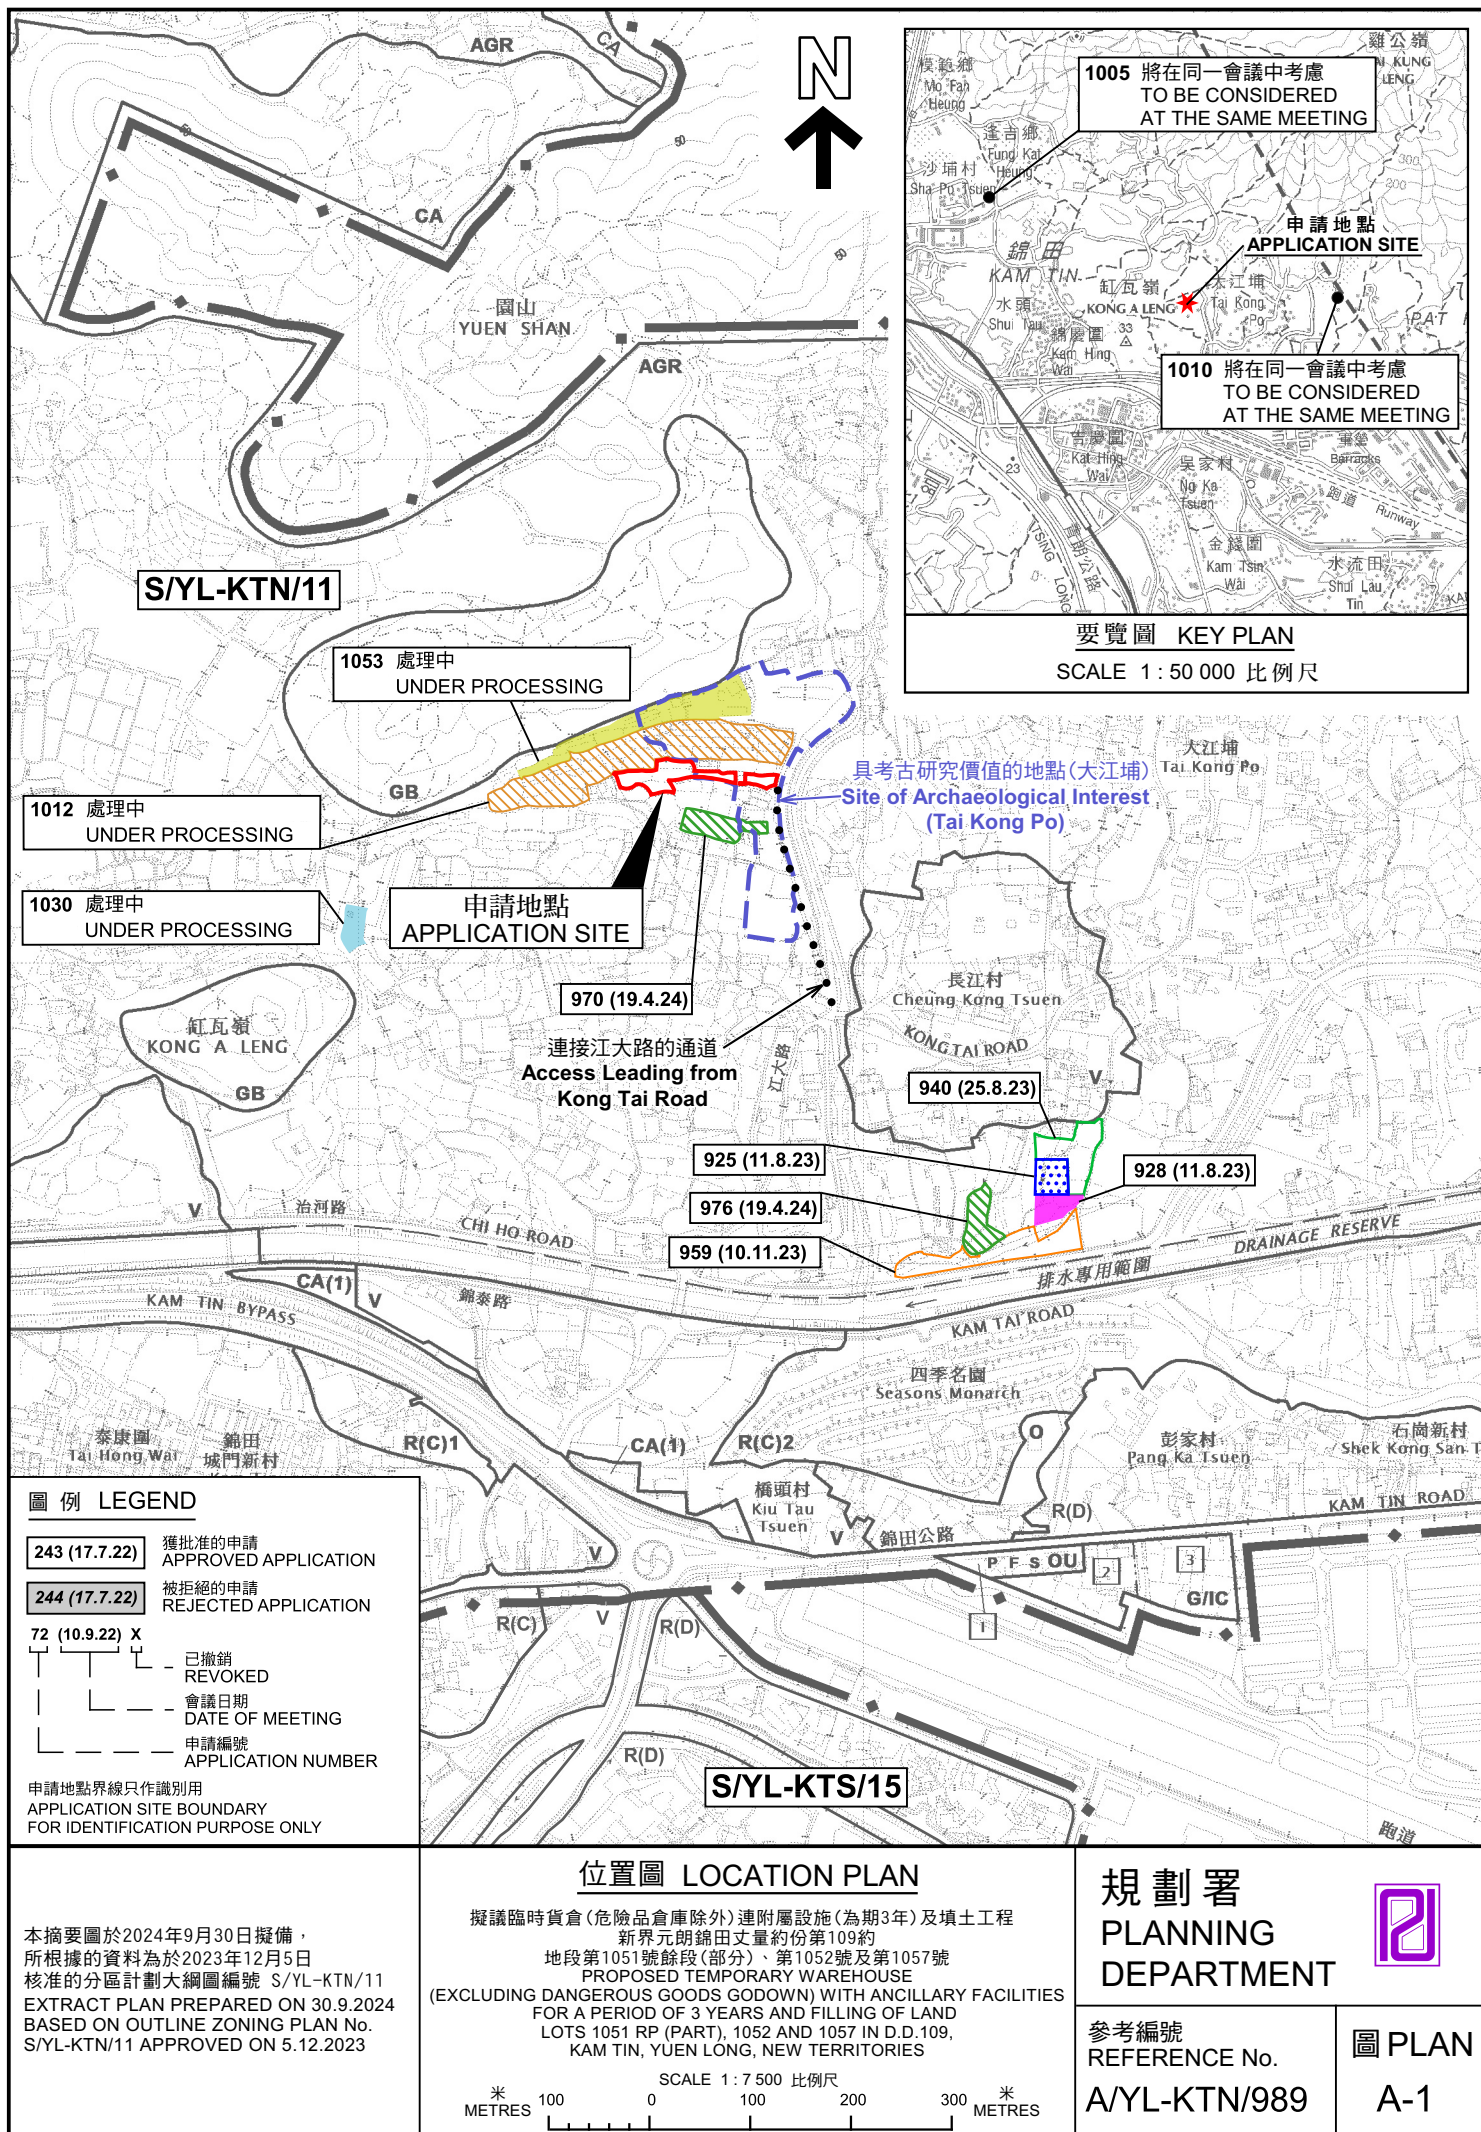 AGR
CA
50
50
CA
50
圓山
YUEN SHAN
AGR
N
模範鄉
Mo Fan
Heung
雞公嶺
KAI KUNG
LENG
1005 將在同一會議中考慮
TO BE CONSIDERED
AT THE SAME MEETING
逢吉鄉
Fung Kat
Heung
沙埔村
Sha Po Tsuen
300
200
申請地點
APPLICATION SITE
錦田
KAM TIN
缸瓦嶺
KONG A LENG
大江埔
Tai Kong
Po
水頭
Shui Tau
33
錦慶圍
Kam Hing
Wai
PAT
1010 將在同一會議中考慮
TO BE CONSIDERED
AT THE SAME MEETING
吉慶圍
Kat Hing
Wai
23
軍營
Barracks
吳家村
Ng Ka
Tsuen
跑道
Runway
TSING LONG
青朗公路
金錢圍
Kam Tsin
Wai
水流田
Shui Lau
Tin
要覽圖 KEY PLAN
SCALE 1 : 50 000 比例尺
S/YL-KTN/11
1053 處理中
UNDER PROCESSING
GB
1012 處理中
UNDER PROCESSING
1030 處理中
UNDER PROCESSING
申請地點
APPLICATION SITE
具考古研究價值的地點(大江埔)
Site of Archaeological Interest
(Tai Kong Po)
大江埔
Tai Kong Po
970 (19.4.24)
連接江大路的通道
Access Leading from
Kong Tai Road
江大路
長江村
Cheung Kong Tsuen
KONG TAI ROAD
V
缸瓦嶺
KONG A LENG
GB
940 (25.8.23)
925 (11.8.23)
928 (11.8.23)
976 (19.4.24)
959 (10.11.23)
V
治河路
CHI HO ROAD
DRAINAGE RESERVE
排水專用範圍
CA(1)
V
KAM TIN BYPASS
錦泰路
KAM TAI ROAD
四季名園
Seasons Monarch
泰康圍
Tai Hong Wai
錦田
城門新村
R(C)1
CA(1)
R(C)2
O
彭家村
Pang Ka Tsuen
石崗新村
Shek Kong San T
橋頭村
Kiu Tau
Tsuen
R(D)
KAM TIN ROAD
V
錦田公路
V
P F S OU
2
3
G/IC
1
R(C)
V
R(D)
R(D)
S/YL-KTS/15
跑道
圖例 LEGEND
243 (17.7.22) 獲批准的申請
APPROVED APPLICATION
244 (17.7.22) 被拒絕的申請
REJECTED APPLICATION
72 (10.9.22) X
已撤銷
REVOKED
會議日期
DATE OF MEETING
申請編號
APPLICATION NUMBER
申請地點界線只作識別用
APPLICATION SITE BOUNDARY
FOR IDENTIFICATION PURPOSE ONLY
本摘要圖於2024年9月30日擬備，
所根據的資料為於2023年12月5日
核准的分區計劃大綱圖編號 S/YL-KTN/11
EXTRACT PLAN PREPARED ON 30.9.2024
BASED ON OUTLINE ZONING PLAN No.
S/YL-KTN/11 APPROVED ON 5.12.2023
位置圖 LOCATION PLAN
擬議臨時貨倉(危險品倉庫除外)連附屬設施(為期3年)及填土工程
新界元朗錦田丈量約份第109約
地段第1051號餘段(部分)、第1052號及第1057號
PROPOSED TEMPORARY WAREHOUSE
(EXCLUDING DANGEROUS GOODS GODOWN) WITH ANCILLARY FACILITIES
FOR A PERIOD OF 3 YEARS AND FILLING OF LAND
LOTS 1051 RP (PART), 1052 AND 1057 IN D.D.109,
KAM TIN, YUEN LONG, NEW TERRITORIES
SCALE 1 : 7 500 比例尺
米 METRES 100 0 100 200 300 米 METRES
規劃署
PLANNING
DEPARTMENT
參考編號
REFERENCE No.
A/YL-KTN/989
圖 PLAN
A-1